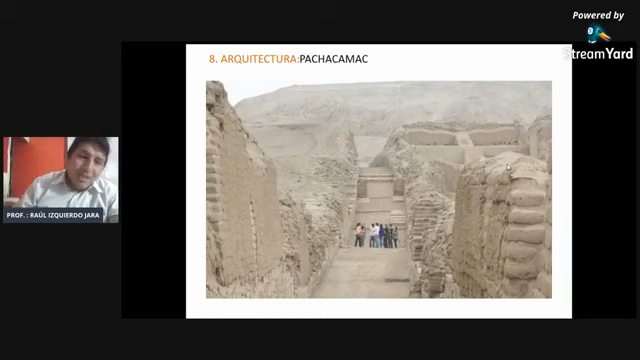 Powered by
StreamYard
8. ARQUITECTURA:PACHACAMAC
PROF. : RAÚL IZQUIERDO JARA